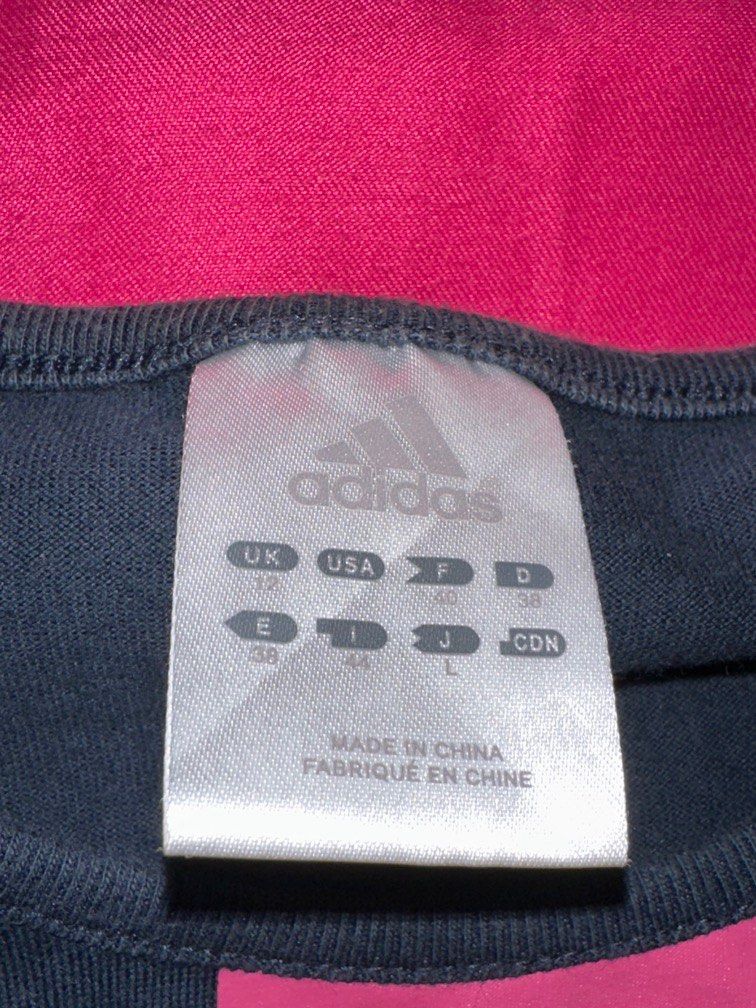 adidas
UK USA F D
12 40 38
E i J CDN
38 44 L
MADE IN CHINA
FABRIQUÉ EN CHINE